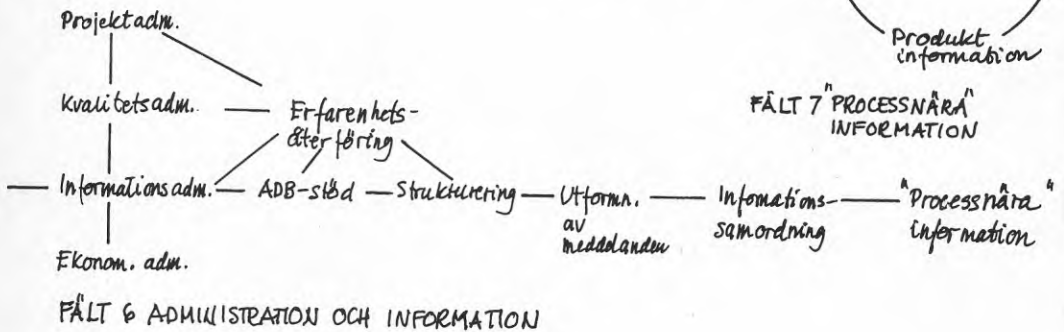 Projektadm.
Produkt
information
Kvalitetsadm.
Erfarenhets-
återföring
FÄLT 7 "PROCESSNÄRA"
INFORMATION
Informationsadm.
ADB-stöd
Strukturering
Utformn.
av
meddelanden
Infomations-
samordning
"Processnära"
information
Ekonom. adm.
FÄLT 6 ADMINISTRATION OCH INFORMATION